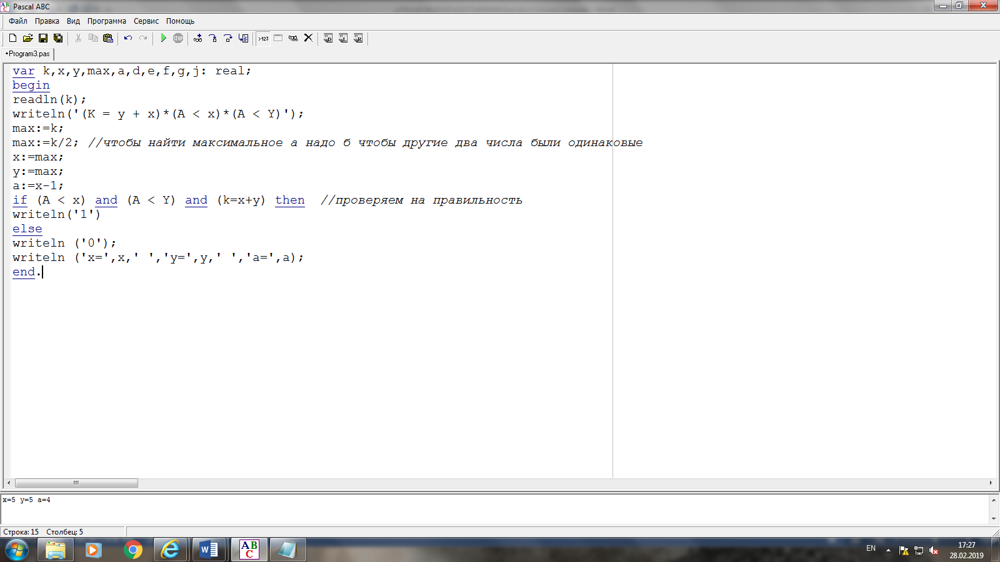 Pascal ABC
Файл Правка Вид Программа Сервис Помощь
•Program3.pas
var k,x,y,max,a,d,e,f,g,j: real;
begin
readln(k);
writeln('(K = y + x)*(A < x)*(A < Y)');
max:=k;
max:=k/2; //чтобы найти максимальное а надо б чтобы другие два числа были одинаковые
x:=max;
y:=max;
a:=x-1;
if (A < x) and (A < Y) and (k=x+y) then  //проверяем на правильность
writeln('1')
else
writeln ('0');
writeln ('x=',x,' ','y=',y,' ','a=',a);
end.
x=5 y=5 a=4
Строка: 15 Столбец: 5
EN
17:27
28.02.2019